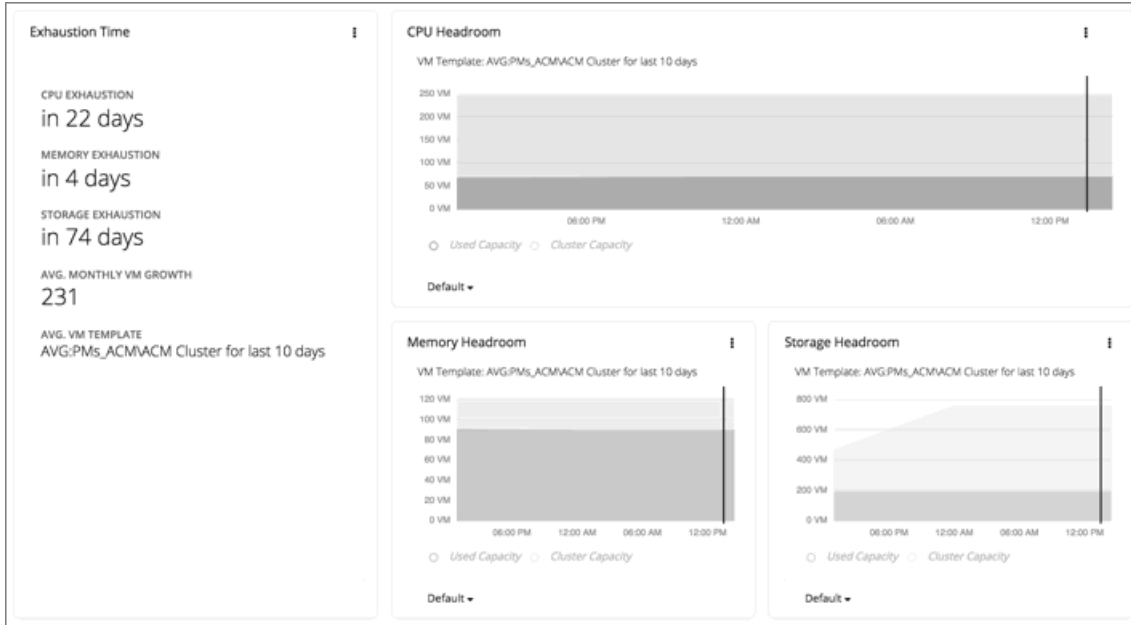 Exhaustion Time
CPU EXHAUSTION
in 22 days
MEMORY EXHAUSTION
in 4 days
STORAGE EXHAUSTION
in 74 days
AVG. MONTHLY VM GROWTH
231
AVG. VM TEMPLATE
AVG:PMs_ACM\ACM Cluster for last 10 days
CPU Headroom
VM Template: AVG:PMs_ACM\ACM Cluster for last 10 days
250 VM
200 VM
150 VM
100 VM
50 VM
0 VM
06:00 PM 12:00 AM 06:00 AM 12:00 PM
Used Capacity Cluster Capacity
Default
Memory Headroom
VM Template: AVG:PMs_ACM\ACM Cluster for last 10 days
120 VM
100 VM
80 VM
60 VM
40 VM
20 VM
0 VM
06:00 PM 12:00 AM 06:00 AM 12:00 PM
Used Capacity Cluster Capacity
Default
Storage Headroom
VM Template: AVG:PMs_ACM\ACM Cluster for last 10 days
800 VM
600 VM
400 VM
200 VM
0 VM
06:00 PM 12:00 AM 06:00 AM 12:00 PM
Used Capacity Cluster Capacity
Default